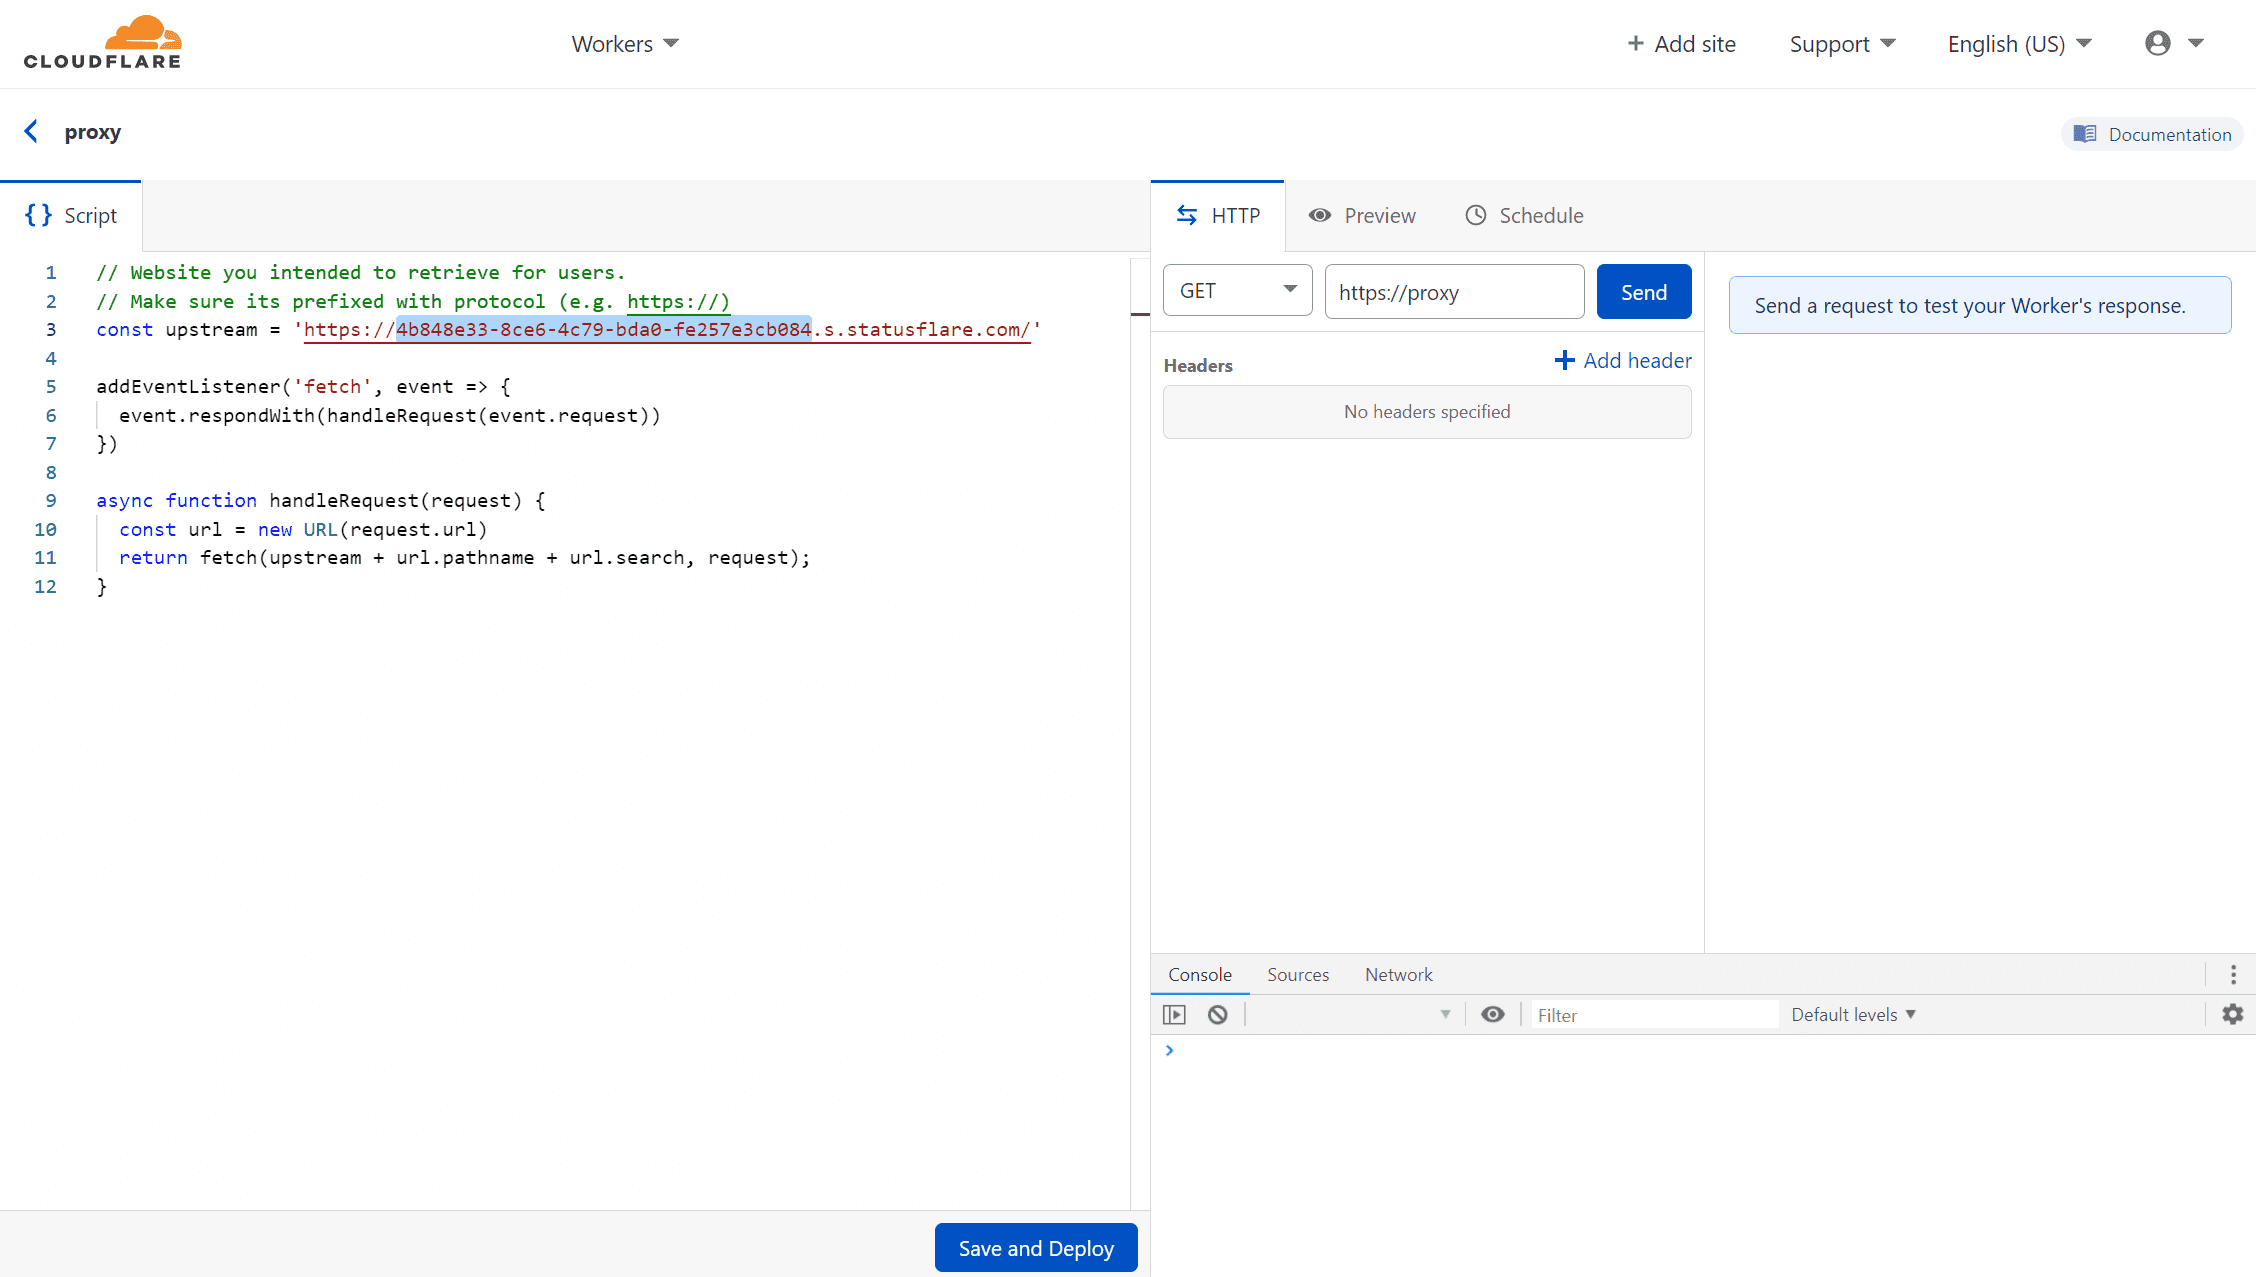 CLOUDFLARE
Workers
Add site
Support
English (US)
proxy
Documentation
{ } Script
HTTP
Preview
Schedule
1 // Website you intended to retrieve for users.
2 // Make sure its prefixed with protocol (e.g. https://)
3 const upstream = 'https://4b848e33-8ce6-4c79-bda0-fe257e3cb084.s.statusflare.com/'
4
5 addEventListener('fetch', event => {
6 event.respondWith(handleRequest(event.request))
7 })
8
9 async function handleRequest(request) {
10 const url = new URL(request.url)
11 return fetch(upstream + url.pathname + url.search, request);
12 }
Save and Deploy
GET
https://proxy
Send
Headers
Add header
No headers specified
Send a request to test your Worker's response.
Console
Sources
Network
Filter
Default levels